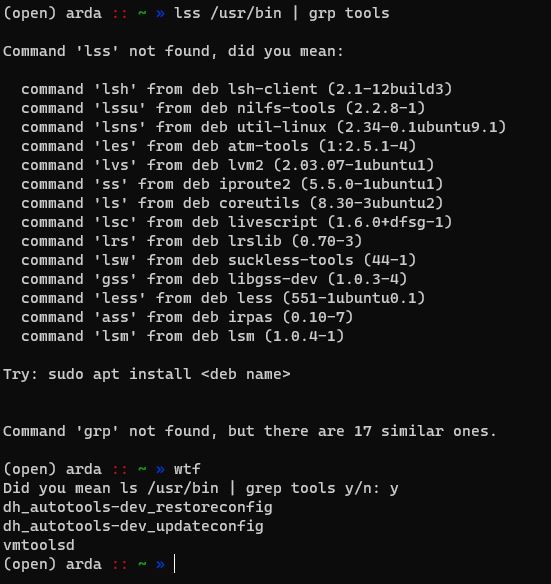 (open) arda :: ~ » lss /usr/bin | grp tools
Command 'lss' not found, did you mean:
command 'lsh' from deb lsh-client (2.1-12build3)
command 'lssu' from deb nilfs-tools (2.2.8-1)
command 'lsns' from deb util-linux (2.34-0.1ubuntu9.1)
command 'les' from deb atm-tools (1:2.5.1-4)
command 'lvs' from deb lvm2 (2.03.07-1ubuntu1)
command 'ss' from deb iproute2 (5.5.0-1ubuntu1)
command 'ls' from deb coreutils (8.30-3ubuntu2)
command 'lsc' from deb livescript (1.6.0+dfsg-1)
command 'lrs' from deb lrslib (0.70-3)
command 'lsw' from deb suckless-tools (44-1)
command 'gss' from deb libgss-dev (1.0.3-4)
command 'less' from deb less (551-1ubuntu0.1)
command 'ass' from deb irpas (0.10-7)
command 'lsm' from deb lsm (1.0.4-1)
Try: sudo apt install <deb name>
Command 'grp' not found, but there are 17 similar ones.
(open) arda :: ~ » wtf
Did you mean ls /usr/bin | grep tools y/n: y
dh_autotools-dev_restoreconfig
dh_autotools-dev_updateconfig
vmtoolsd
(open) arda :: ~ »